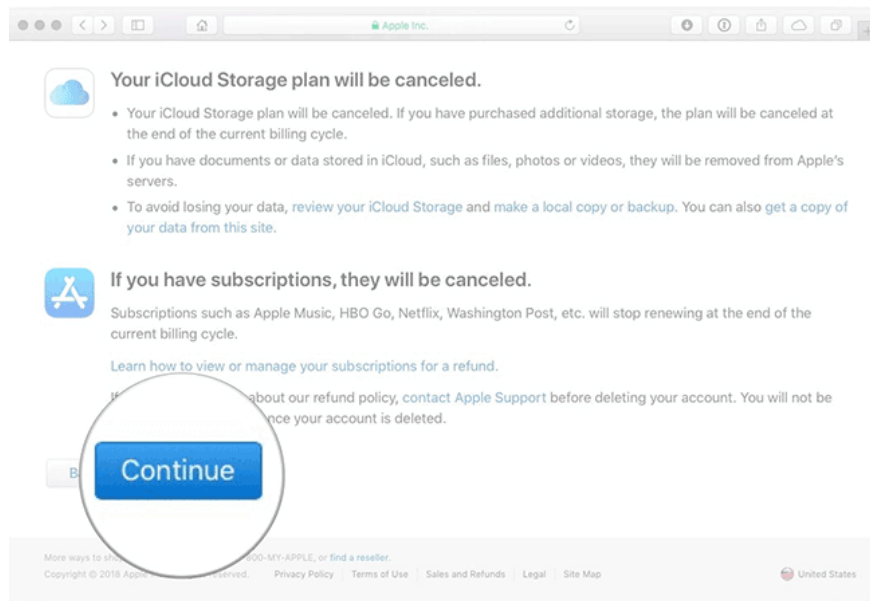 Apple Inc.
Your iCloud Storage plan will be canceled.
• Your iCloud Storage plan will be canceled. If you have purchased additional storage, the plan will be canceled at
the end of the current billing cycle.
• If you have documents or data stored in iCloud, such as files, photos or videos, they will be removed from Apple's
servers.
• To avoid losing your data, review your iCloud Storage and make a local copy or backup. You can also get a copy of
your data from this site.
If you have subscriptions, they will be canceled.
Subscriptions such as Apple Music, HBO Go, Netflix, Washington Post, etc. will stop renewing at the end of the
current billing cycle.
Learn how to view or manage your subscriptions for a refund.
about our refund policy, contact Apple Support before deleting your account. You will not be
your account is deleted.
Continue
More ways to 800-MY-APPLE, or find a reseller.
Copyright © 2018 Apple reserved. Privacy Policy Terms of Use Sales and Refunds Legal Site Map United States